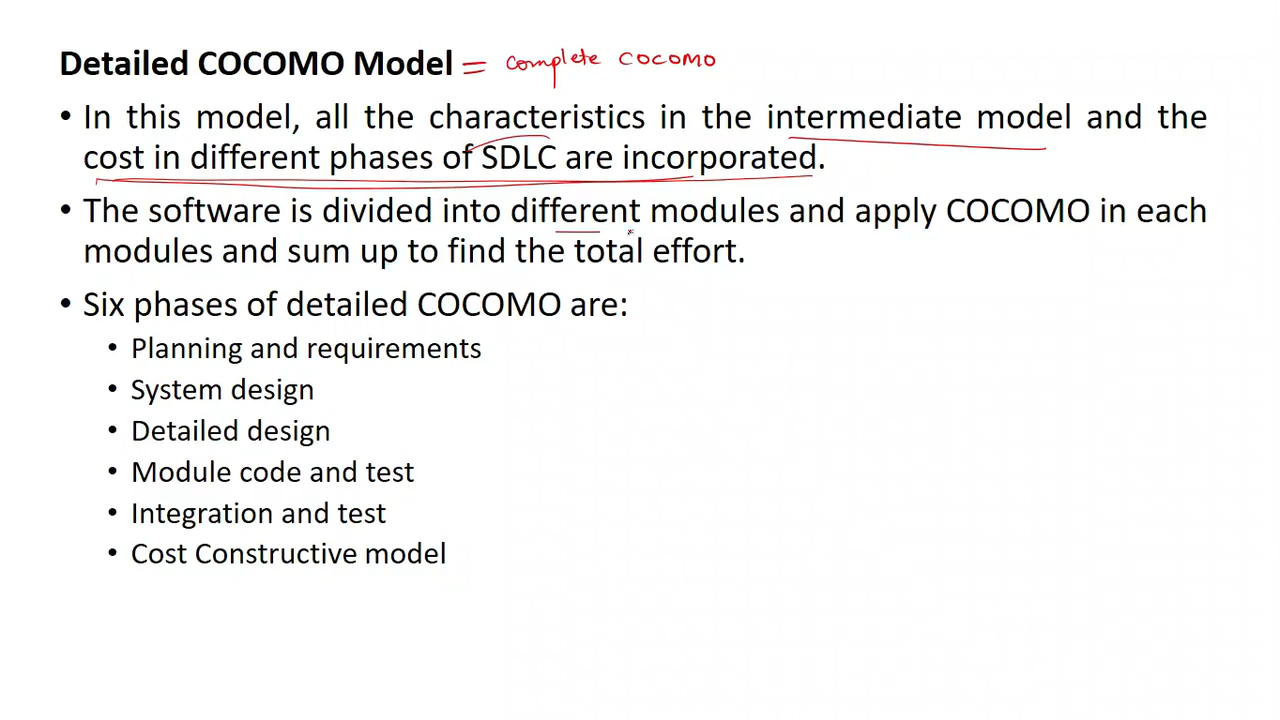 Detailed COCOMO Model = complete COCOMO
• In this model, all the characteristics in the intermediate model and the
cost in different phases of SDLC are incorporated.
• The software is divided into different modules and apply COCOMO in each
modules and sum up to find the total effort.
• Six phases of detailed COCOMO are:
• Planning and requirements
• System design
• Detailed design
• Module code and test
• Integration and test
• Cost Constructive model